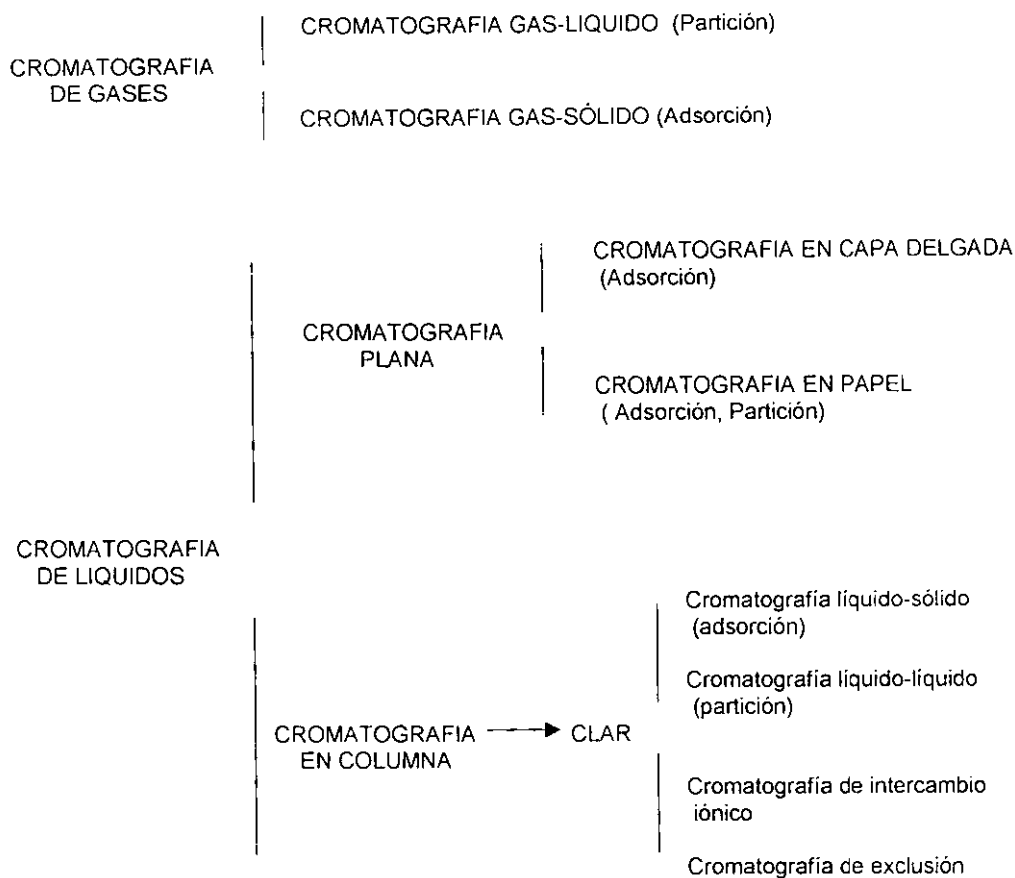 CROMATOGRAFIA GAS-LIQUIDO (Partición)
CROMATOGRAFIA
DE GASES
CROMATOGRAFIA GAS-SÓLIDO (Adsorción)
CROMATOGRAFIA EN CAPA DELGADA
(Adsorción)
CROMATOGRAFIA
PLANA
CROMATOGRAFIA EN PAPEL
( Adsorción, Partición)
CROMATOGRAFIA
DE LIQUIDOS
Cromatografía líquido-sólido
(adsorción)
Cromatografía líquido-líquido
(partición)
CROMATOGRAFIA
EN COLUMNA
CLAR
Cromatografía de intercambio
iónico
Cromatografía de exclusión